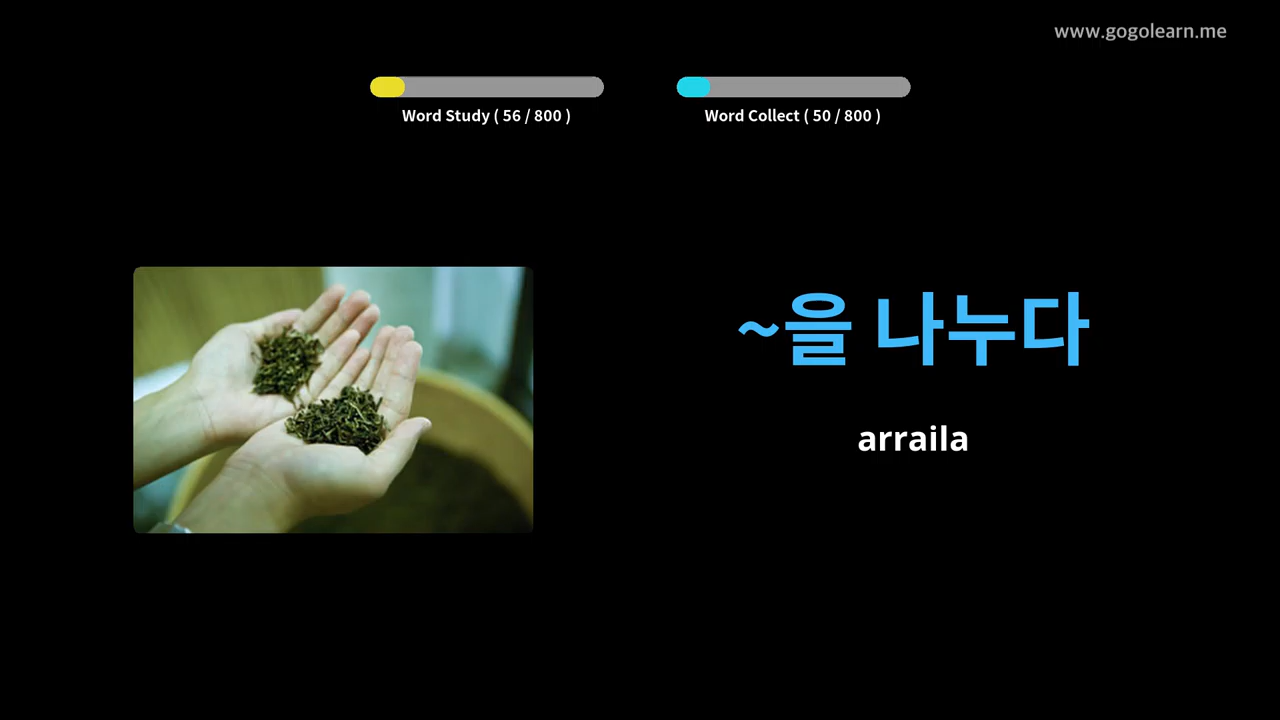 www.gogolearn.me
Word Study ( 56 / 800 )
Word Collect ( 50 / 800 )
~을 나누다
arraila